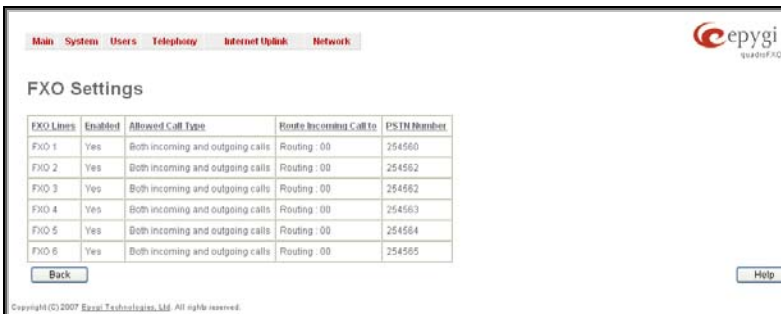 Main System Users Telephony Internet Uplink Network
epygi
quadroFXO
FXO Settings
FXO Lines Enabled Allowed Call Type Route Incoming Call to PSTN Number
FXO 1 Yes Both incoming and outgoing calls Routing : 00 254560
FXO 2 Yes Both incoming and outgoing calls Routing : 00 254562
FXO 3 Yes Both incoming and outgoing calls Routing : 00 254562
FXO 4 Yes Both incoming and outgoing calls Routing : 00 254563
FXO 5 Yes Both incoming and outgoing calls Routing : 00 254564
FXO 6 Yes Both incoming and outgoing calls Routing : 00 254565
Back Help
Copyright (C) 2007 Epygi Technologies, Ltd. All rights reserved.